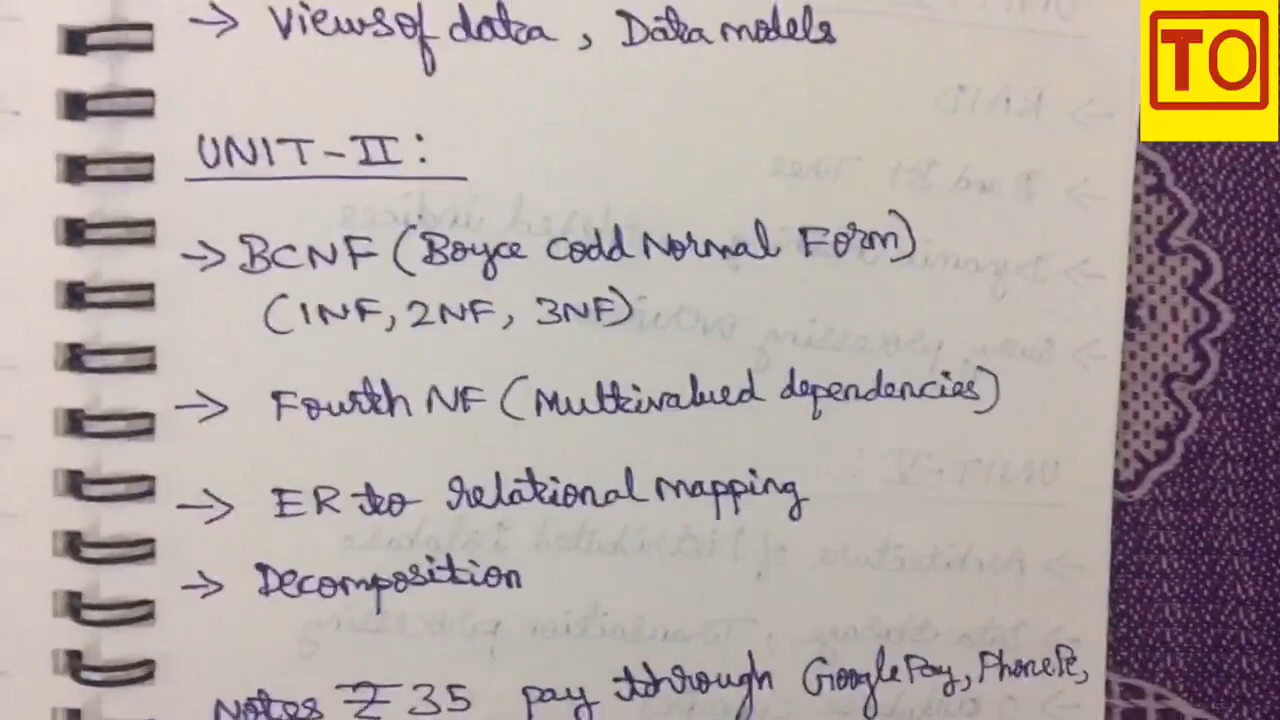 → Views of data, Data models
TO
UNIT-II:
→ BCNF (Boyce Codd Normal Form)
(1NF, 2NF, 3NF)
→ Fourth NF (Multivalued dependencies)
→ ER to relational mapping
→ Decomposition
Notes ₹ 35 pay through GooglePay, PhonePe,